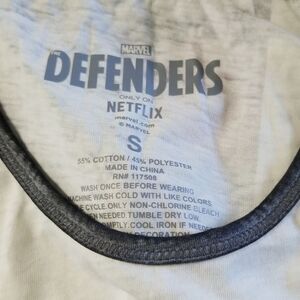 MARVEL
THE
DEFENDERS
ONLY ON
NETFLIX
marvel.com
© MARVEL
S
55% COTTON / 45% POLYESTER
MADE IN CHINA
RN# 117508
WASH ONCE BEFORE WEARING
MACHINE WASH COLD WITH LIKE COLORS
CYCLE. ONLY NON-CHLORINE BLEACH
NEEDED. TUMBLE DRY LOW.
COOL IRON IF NEEDED
DECORATION